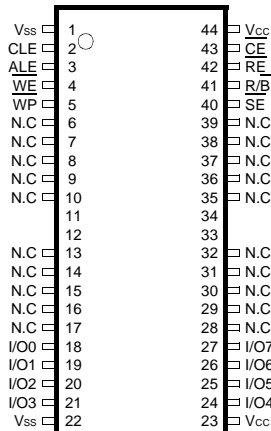 Vss 1 44 Vcc
CLE 2 43 CE
ALE 3 42 RE
WE 4 41 R/B
WP 5 40 SE
N.C 6 39 N.C
N.C 7 38 N.C
N.C 8 37 N.C
N.C 9 36 N.C
N.C 10 35 N.C
11 34
12 33
N.C 13 32 N.C
N.C 14 31 N.C
N.C 15 30 N.C
N.C 16 29 N.C
N.C 17 28 N.C
I/O0 18 27 I/O7
I/O1 19 26 I/O6
I/O2 20 25 I/O5
I/O3 21 24 I/O4
Vss 22 23 Vcc